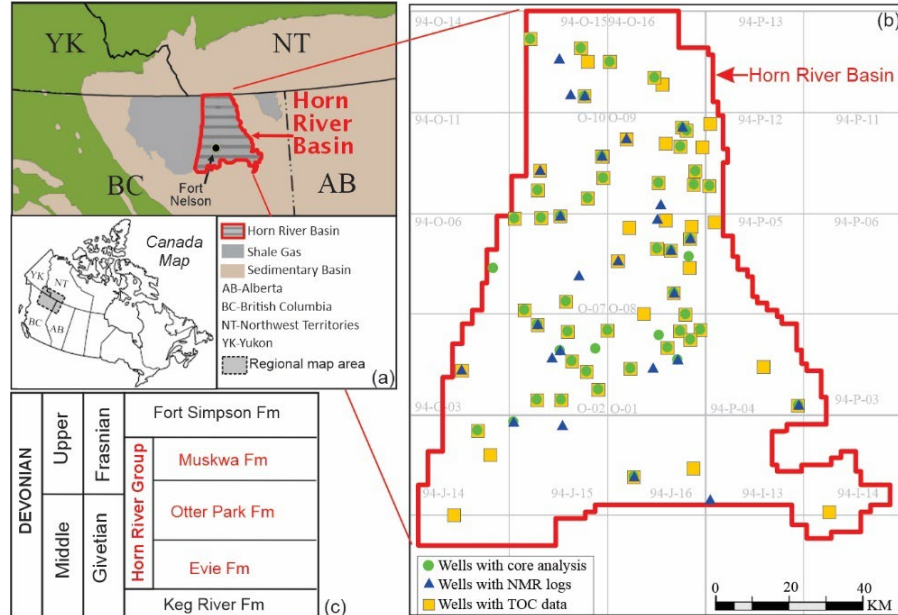 YK
NT
BC
AB
Fort
Nelson
Horn
River
Basin
Canada
Map
YK
NT
BC
AB
Horn River Basin
Shale Gas
Sedimentary Basin
AB-Alberta
BC-British Columbia
NT-Northwest Territories
YK-Yukon
Regional map area
(a)
94-O-14
94-O-15
94-O-16
94-P-13
(b)
Horn River Basin
94-O-11
O-10
O-09
94-P-12
94-P-11
94-O-06
94-P-05
94-P-06
O-07
O-08
94-O-03
O-02
O-01
94-P-04
94-P-03
94-J-14
94-J-15
94-J-16
94-I-13
94-I-14
Wells with core analysis
Wells with NMR logs
Wells with TOC data
0 20 40
KM
DEVONIAN
Upper
Middle
Frasnian
Givetian
Horn River Group
Fort Simpson Fm
Muskwa Fm
Otter Park Fm
Evie Fm
Keg River Fm
(c)